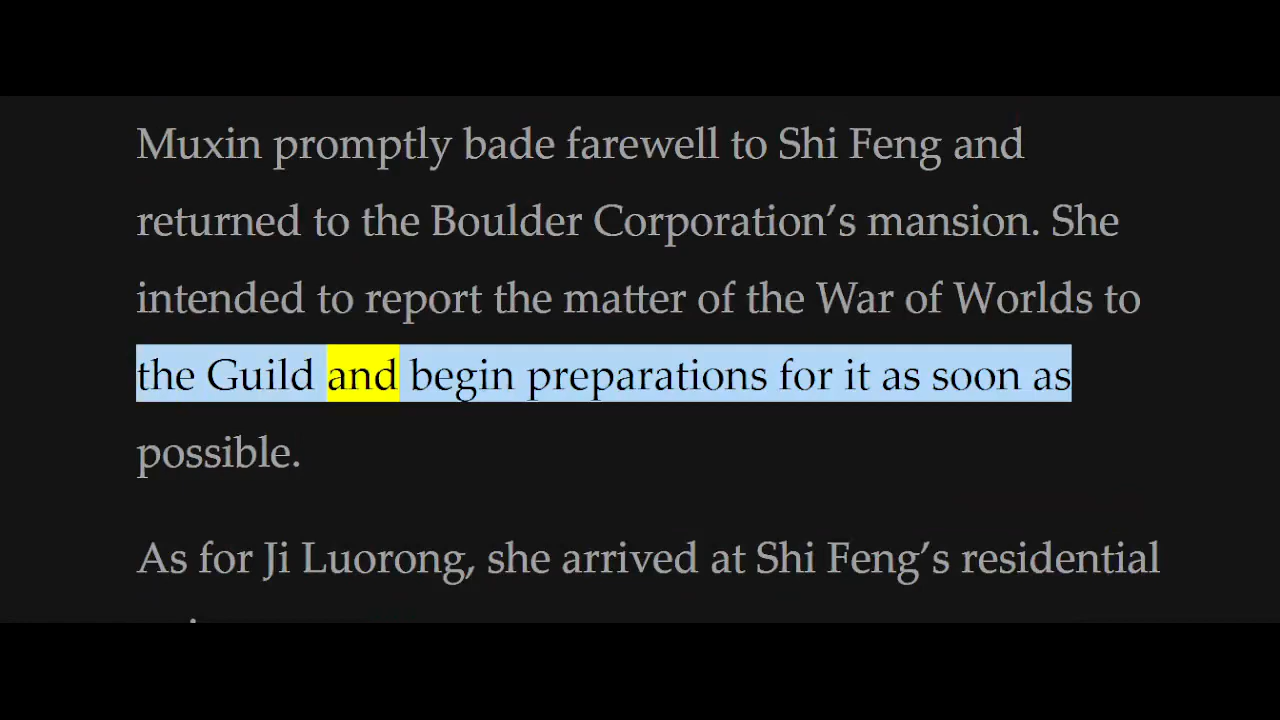 Muxin promptly bade farewell to Shi Feng and
returned to the Boulder Corporation’s mansion. She
intended to report the matter of the War of Worlds to
the Guild and begin preparations for it as soon as
possible.
As for Ji Luorong, she arrived at Shi Feng’s residential